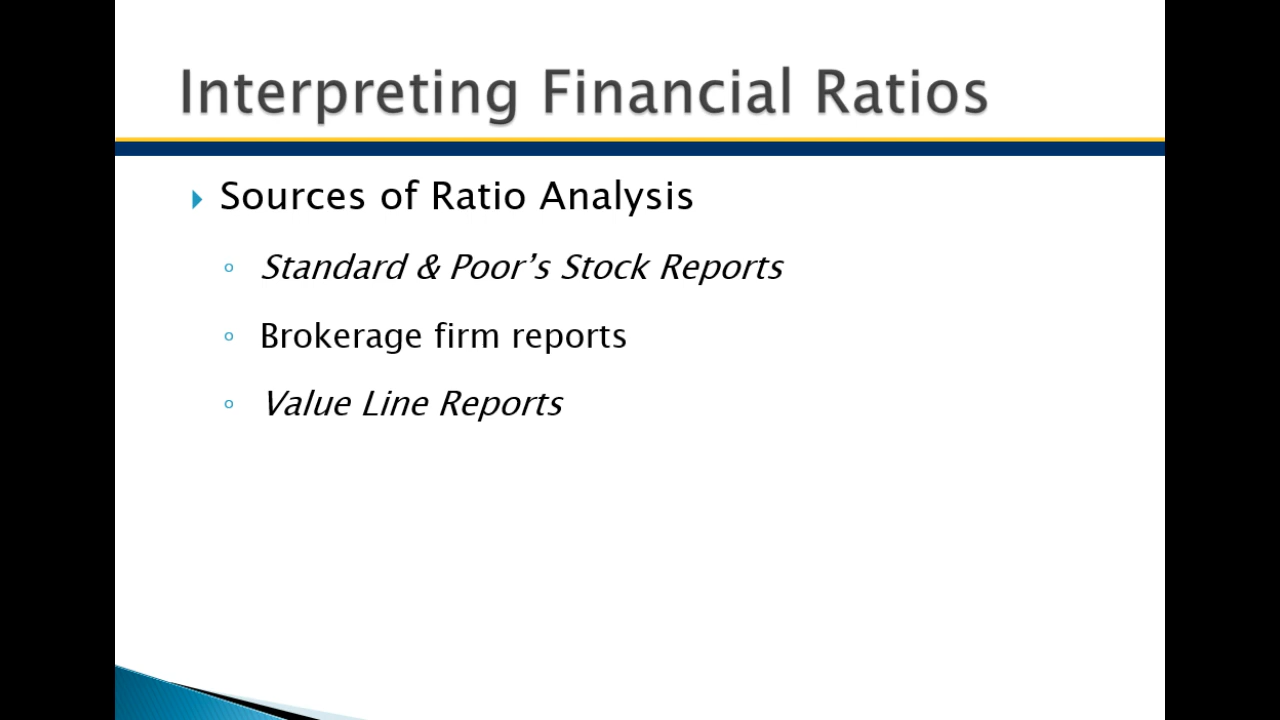 Interpreting Financial Ratios
Sources of Ratio Analysis
Standard & Poor’s Stock Reports
Brokerage firm reports
Value Line Reports